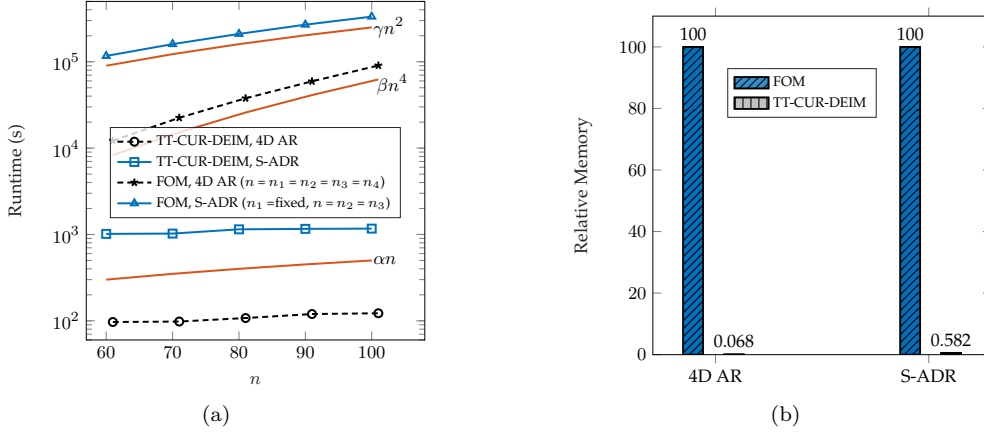 10^5
10^4
10^3
10^2
Runtime (s)
γn^2
βn^4
TT-CUR-DEIM, 4D AR
TT-CUR-DEIM, S-ADR
FOM, 4D AR (n = n_1 = n_2 = n_3 = n_4)
FOM, S-ADR (n_1 =fixed, n = n_2 = n_3)
αn
60 70 80 90 100
n
(a)
100 100
100
80
60
40
20
0
Relative Memory
FOM
TT-CUR-DEIM
0.068 0.582
4D AR S-ADR
(b)